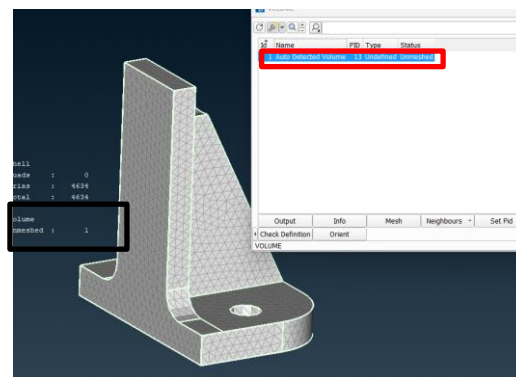 VOLUME
Id Name PID Type Status
1 Auto Detected Volume 13 Undefined Unmeshed
hell
uads : 0
rias : 4634
otal : 4634
olume
nmeshed : 1
Output Info Mesh Neighbours Set Pid
Check Definition Orient
VOLUME